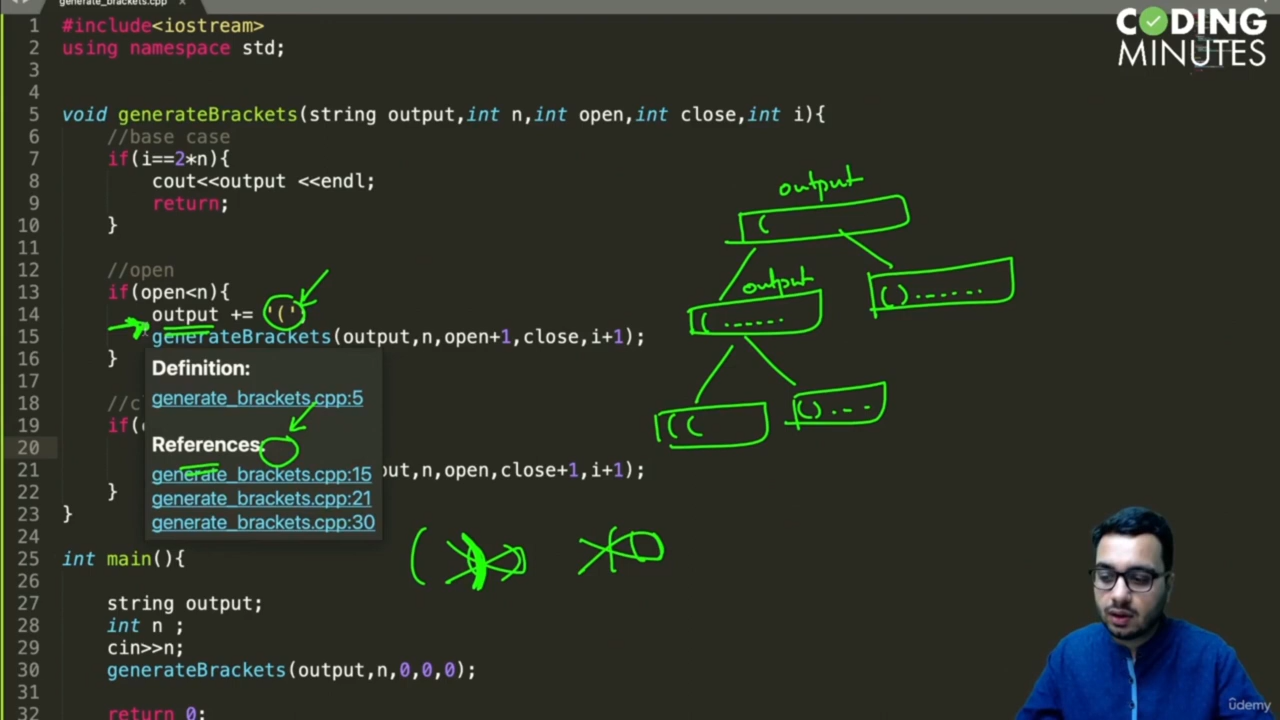 generate_brackets.cpp
CODING
MINUTES
1 #include<iostream>
2 using namespace std;
3
4
5 void generateBrackets(string output,int n,int open,int close,int i){
6 //base case
7 if(i==2*n){
8 cout<<output <<endl;
9 return;
10 }
11
12 //open
13 if(open<n){
14 output += '('
15 generateBrackets(output,n,open+1,close,i+1);
16 }
17
18 //c
19 if(
20
21 put,n,open,close+1,i+1);
22 }
23 }
24
25 int main(){
26
27 string output;
28 int n ;
29 cin>>n;
30 generateBrackets(output,n,0,0,0);
31
32 return 0;
Definition:
generate_brackets.cpp:5
References:
generate_brackets.cpp:15
generate_brackets.cpp:21
generate_brackets.cpp:30
output
(
output
( ......
( ) ......
( (
( ) ...
(
ûdemy